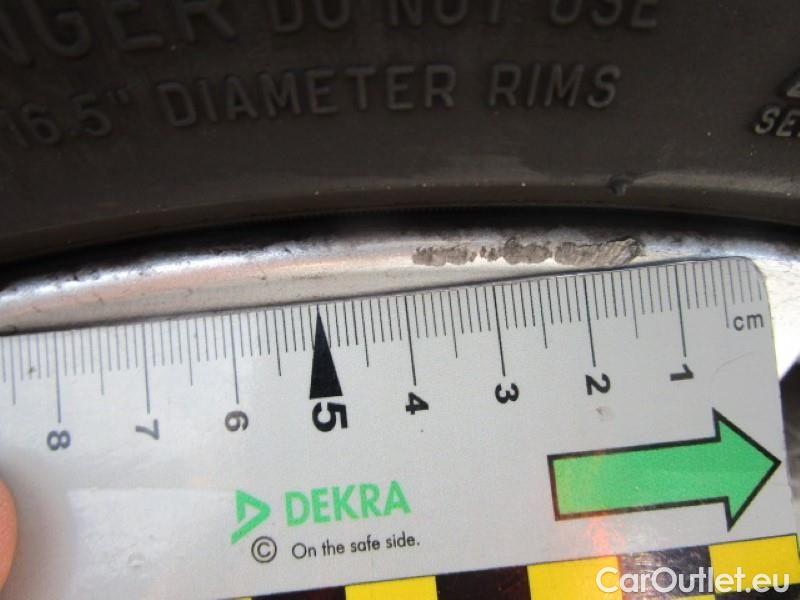 NGER DO NOT USE
16.5" DIAMETER RIMS
SE
cm
8 7 6 5 4 3 2 1
DEKRA
© On the safe side.
CarOutlet.eu